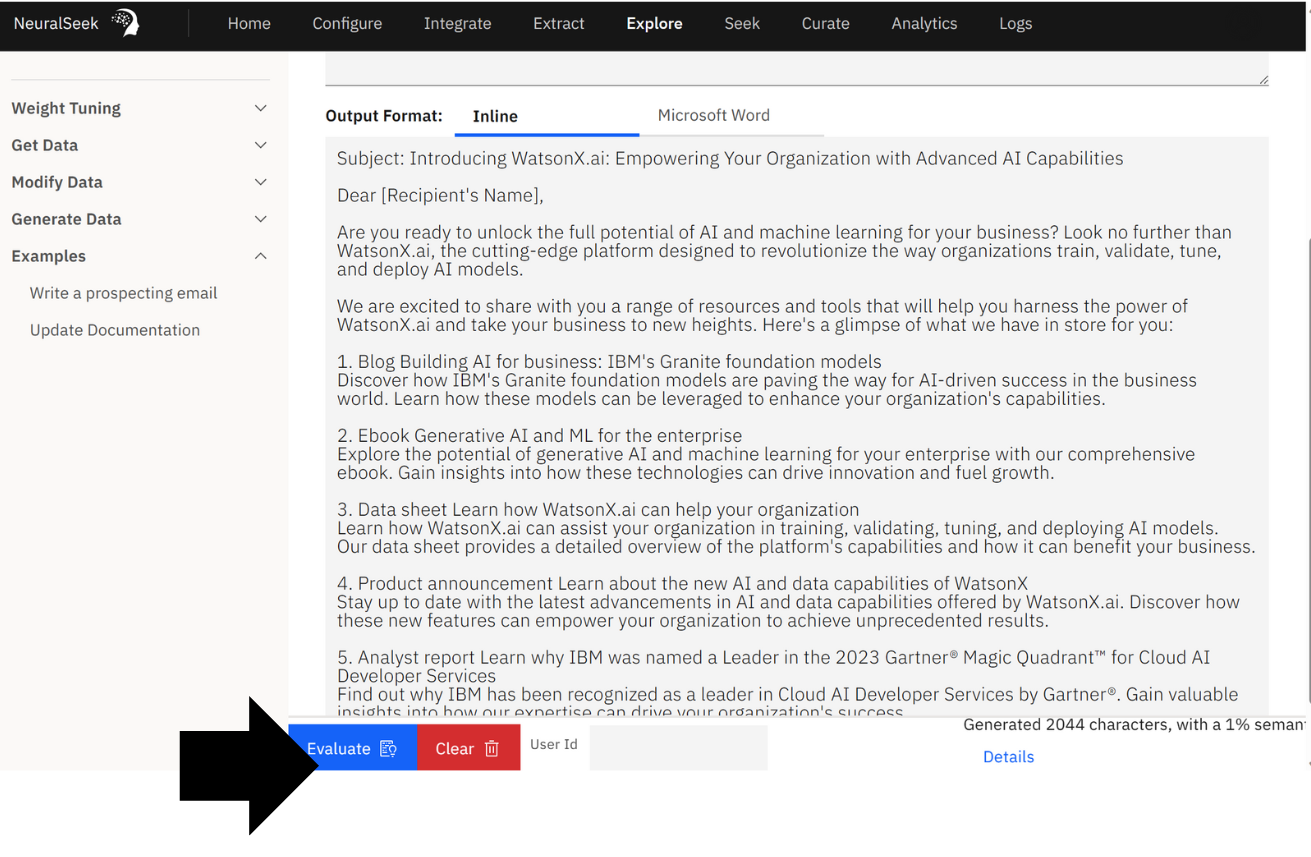 NeuralSeek
Home Configure Integrate Extract Explore Seek Curate Analytics Logs
Weight Tuning
Get Data
Modify Data
Generate Data
Examples
Write a prospecting email
Update Documentation
Output Format: Inline Microsoft Word
Subject: Introducing WatsonX.ai: Empowering Your Organization with Advanced AI Capabilities
Dear [Recipient's Name],
Are you ready to unlock the full potential of AI and machine learning for your business? Look no further than
WatsonX.ai, the cutting-edge platform designed to revolutionize the way organizations train, validate, tune,
and deploy AI models.
We are excited to share with you a range of resources and tools that will help you harness the power of
WatsonX.ai and take your business to new heights. Here's a glimpse of what we have in store for you:
1. Blog Building AI for business: IBM's Granite foundation models
Discover how IBM's Granite foundation models are paving the way for AI-driven success in the business
world. Learn how these models can be leveraged to enhance your organization's capabilities.
2. Ebook Generative AI and ML for the enterprise
Explore the potential of generative AI and machine learning for your enterprise with our comprehensive
ebook. Gain insights into how these technologies can drive innovation and fuel growth.
3. Data sheet Learn how WatsonX.ai can help your organization
Learn how WatsonX.ai can assist your organization in training, validating, tuning, and deploying AI models.
Our data sheet provides a detailed overview of the platform's capabilities and how it can benefit your business.
4. Product announcement Learn about the new AI and data capabilities of WatsonX
Stay up to date with the latest advancements in AI and data capabilities offered by WatsonX.ai. Discover how
these new features can empower your organization to achieve unprecedented results.
5. Analyst report Learn why IBM was named a Leader in the 2023 Gartner® Magic Quadrant™ for Cloud AI
Developer Services
Find out why IBM has been recognized as a leader in Cloud AI Developer Services by Gartner®. Gain valuable
insights into how our expertise can drive your organization's success.
Evaluate Clear User Id
Generated 2044 characters, with a 1% seman
Details